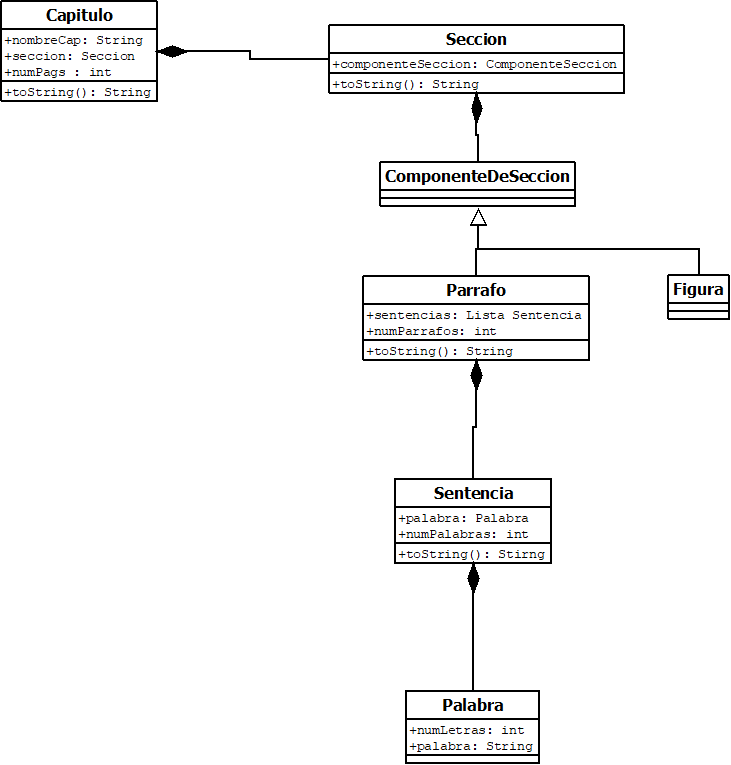 Capitulo
+nombreCap: String
+seccion: Seccion
+numPags : int
+toString(): String
Seccion
+componenteSeccion: ComponenteSeccion
+toString(): String
ComponenteDeSeccion
Parrafo
+sentencias: Lista Sentencia
+numParrafos: int
+toString(): String
Figura
Sentencia
+palabra: Palabra
+numPalabras: int
+toString(): Stirng
Palabra
+numLetras: int
+palabra: String